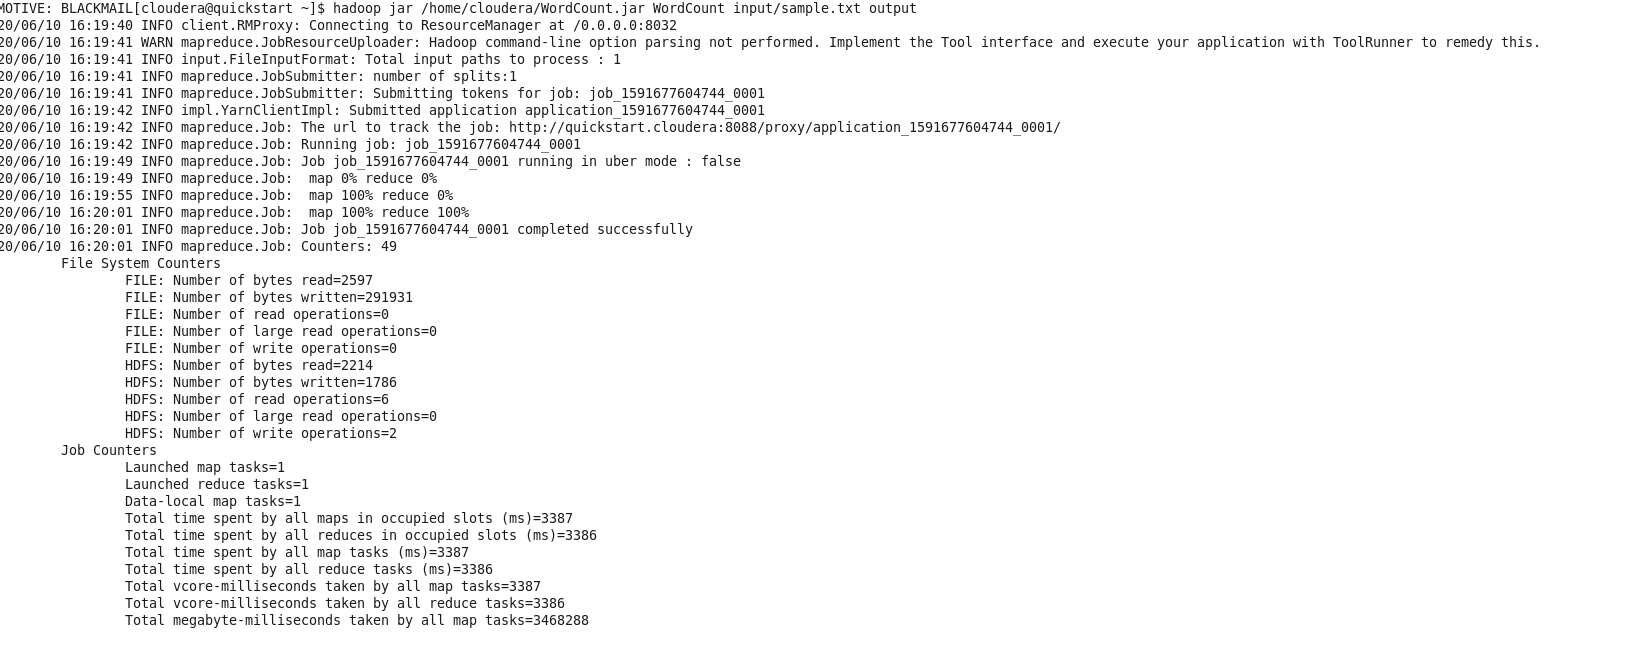 MOTIVE: BLACKMAIL[cloudera@quickstart ~]$ hadoop jar /home/cloudera/WordCount.jar WordCount input/sample.txt output
20/06/10 16:19:40 INFO client.RMProxy: Connecting to ResourceManager at /0.0.0.0:8032
20/06/10 16:19:41 WARN mapreduce.JobResourceUploader: Hadoop command-line option parsing not performed. Implement the Tool interface and execute your application with ToolRunner to remedy this.
20/06/10 16:19:41 INFO input.FileInputFormat: Total input paths to process : 1
20/06/10 16:19:41 INFO mapreduce.JobSubmitter: number of splits:1
20/06/10 16:19:41 INFO mapreduce.JobSubmitter: Submitting tokens for job: job_1591677604744_0001
20/06/10 16:19:42 INFO impl.YarnClientImpl: Submitted application application_1591677604744_0001
20/06/10 16:19:42 INFO mapreduce.Job: The url to track the job: http://quickstart.cloudera:8088/proxy/application_1591677604744_0001/
20/06/10 16:19:42 INFO mapreduce.Job: Running job: job_1591677604744_0001
20/06/10 16:19:49 INFO mapreduce.Job: Job job_1591677604744_0001 running in uber mode : false
20/06/10 16:19:49 INFO mapreduce.Job:  map 0% reduce 0%
20/06/10 16:19:55 INFO mapreduce.Job:  map 100% reduce 0%
20/06/10 16:20:01 INFO mapreduce.Job:  map 100% reduce 100%
20/06/10 16:20:01 INFO mapreduce.Job: Job job_1591677604744_0001 completed successfully
20/06/10 16:20:01 INFO mapreduce.Job: Counters: 49
File System Counters
FILE: Number of bytes read=2597
FILE: Number of bytes written=291931
FILE: Number of read operations=0
FILE: Number of large read operations=0
FILE: Number of write operations=0
HDFS: Number of bytes read=2214
HDFS: Number of bytes written=1786
HDFS: Number of read operations=6
HDFS: Number of large read operations=0
HDFS: Number of write operations=2
Job Counters
Launched map tasks=1
Launched reduce tasks=1
Data-local map tasks=1
Total time spent by all maps in occupied slots (ms)=3387
Total time spent by all reduces in occupied slots (ms)=3386
Total time spent by all map tasks (ms)=3387
Total time spent by all reduce tasks (ms)=3386
Total vcore-milliseconds taken by all map tasks=3387
Total vcore-milliseconds taken by all reduce tasks=3386
Total megabyte-milliseconds taken by all map tasks=3468288